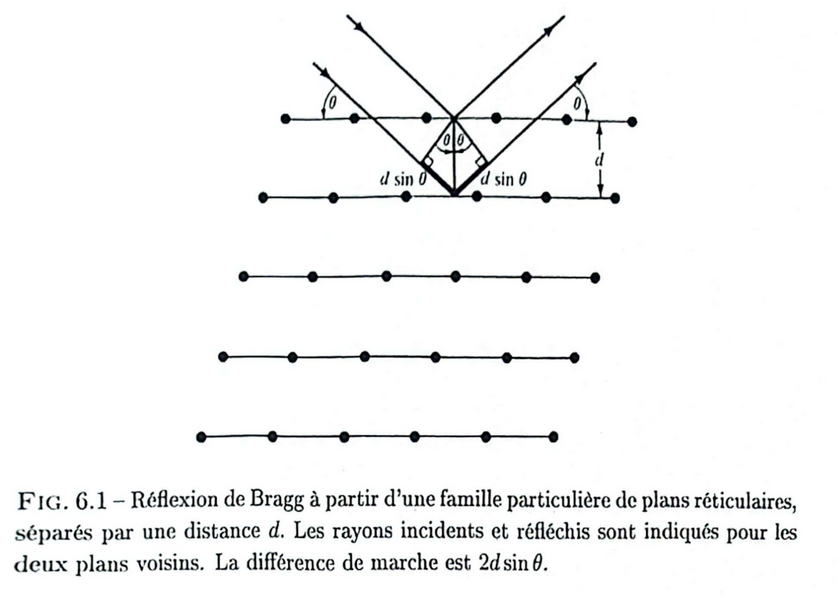 θ
θ
θ θ
d
d sin θ
d sin θ
FIG. 6.1 – Réflexion de Bragg à partir d'une famille particulière de plans réticulaires,
séparés par une distance d. Les rayons incidents et réfléchis sont indiqués pour les
deux plans voisins. La différence de marche est 2d sin θ.